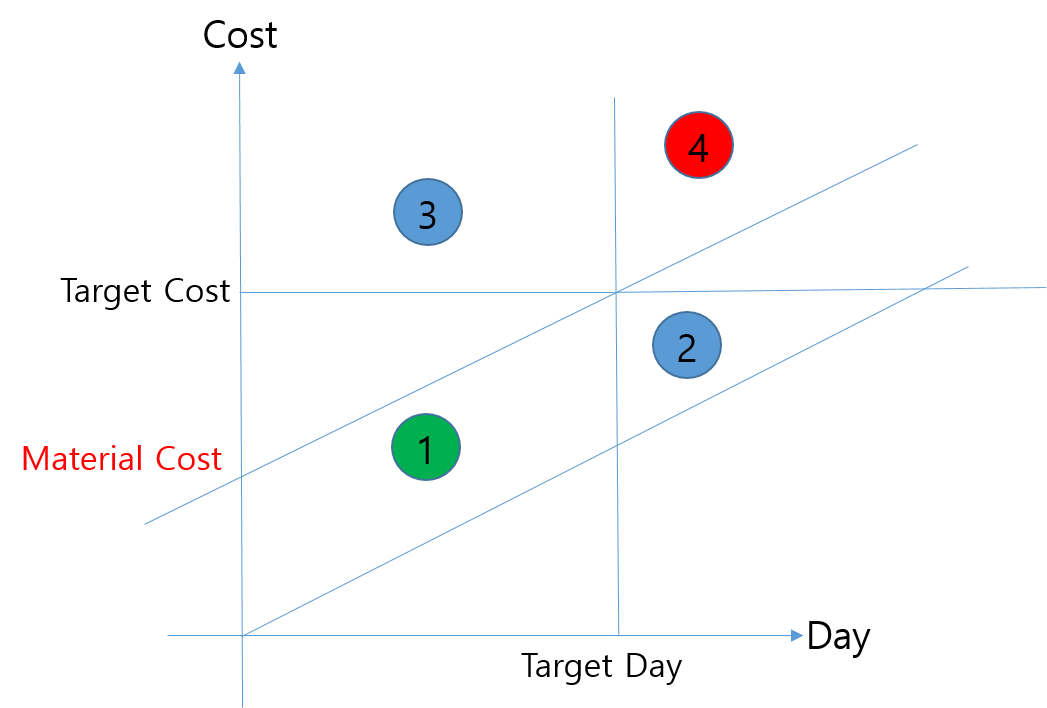 Cost
4
3
Target Cost
2
1
Material Cost
Day
Target Day